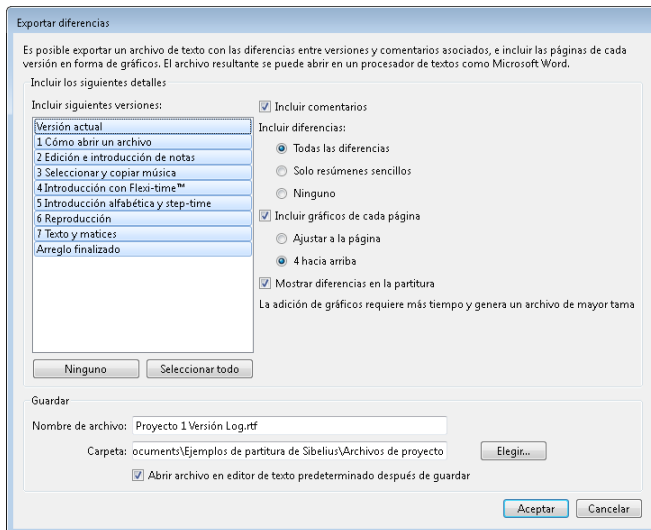 Exportar diferencias
Es posible exportar un archivo de texto con las diferencias entre versiones y comentarios asociados, e incluir las páginas de cada
versión en forma de gráficos. El archivo resultante se puede abrir en un procesador de textos como Microsoft Word.
Incluir los siguientes detalles
Incluir siguientes versiones:
Versión actual
1 Cómo abrir un archivo
2 Edición e introducción de notas
3 Seleccionar y copiar música
4 Introducción con Flexi-time™
5 Introducción alfabética y step-time
6 Reproducción
7 Texto y matices
Arreglo finalizado
Ninguno
Seleccionar todo
Incluir comentarios
Incluir diferencias:
Todas las diferencias
Solo resúmenes sencillos
Ninguno
Incluir gráficos de cada página
Ajustar a la página
4 hacia arriba
Mostrar diferencias en la partitura
La adición de gráficos requiere más tiempo y genera un archivo de mayor tama
Guardar
Nombre de archivo: Proyecto 1 Versión Log.rtf
Carpeta: ocuments\Ejemplos de partitura de Sibelius\Archivos de proyecto Elegir...
Abrir archivo en editor de texto predeterminado después de guardar
Aceptar
Cancelar